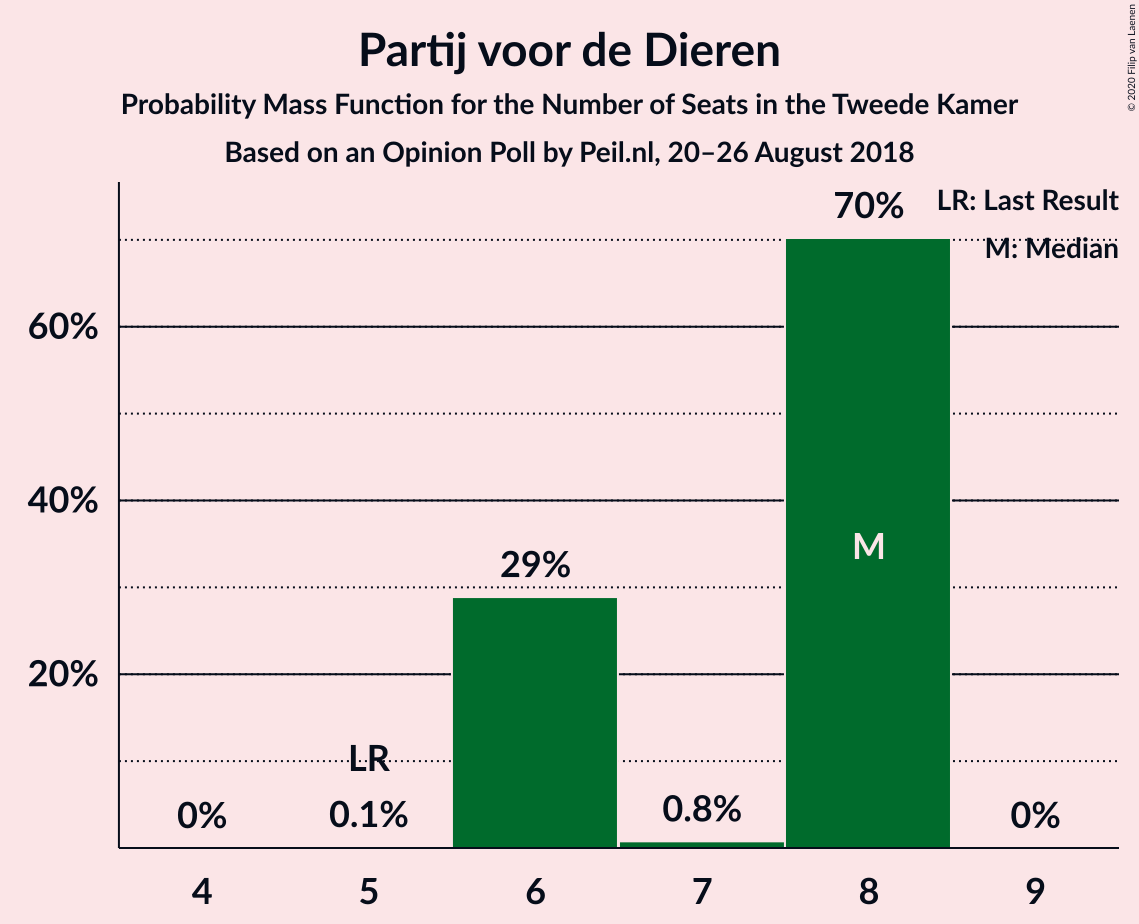 Partij voor de Dieren
Probability Mass Function for the Number of Seats in the Tweede Kamer
Based on an Opinion Poll by Peil.nl, 20–26 August 2018
© 2020 Filip van Laenen
LR: Last Result
M: Median
70%
60%
40%
M
29%
20%
LR
0%
0.1%
0.8%
0%
4 5 6 7 8 9